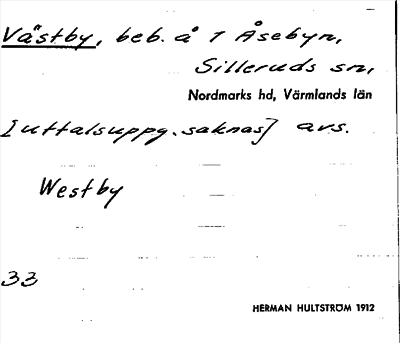 Västby, beb. å 1 Åsebyn,
Silleruds sn,
Nordmarks hd, Värmlands län
[uttalsuppg. saknas] avs.
Westby
33
HERMAN HULTSTRÖM 1912